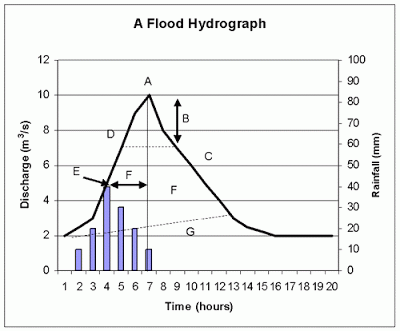 A Flood Hydrograph
12 100
90
10 A 80
B 70
8 D 60
C 50
6 E F F 40
4 30
G 20
2 10
0 0
1 2 3 4 5 6 7 8 9 10 11 12 13 14 15 16 17 18 19 20
Discharge (m³/s)
Rainfall (mm)
Time (hours)